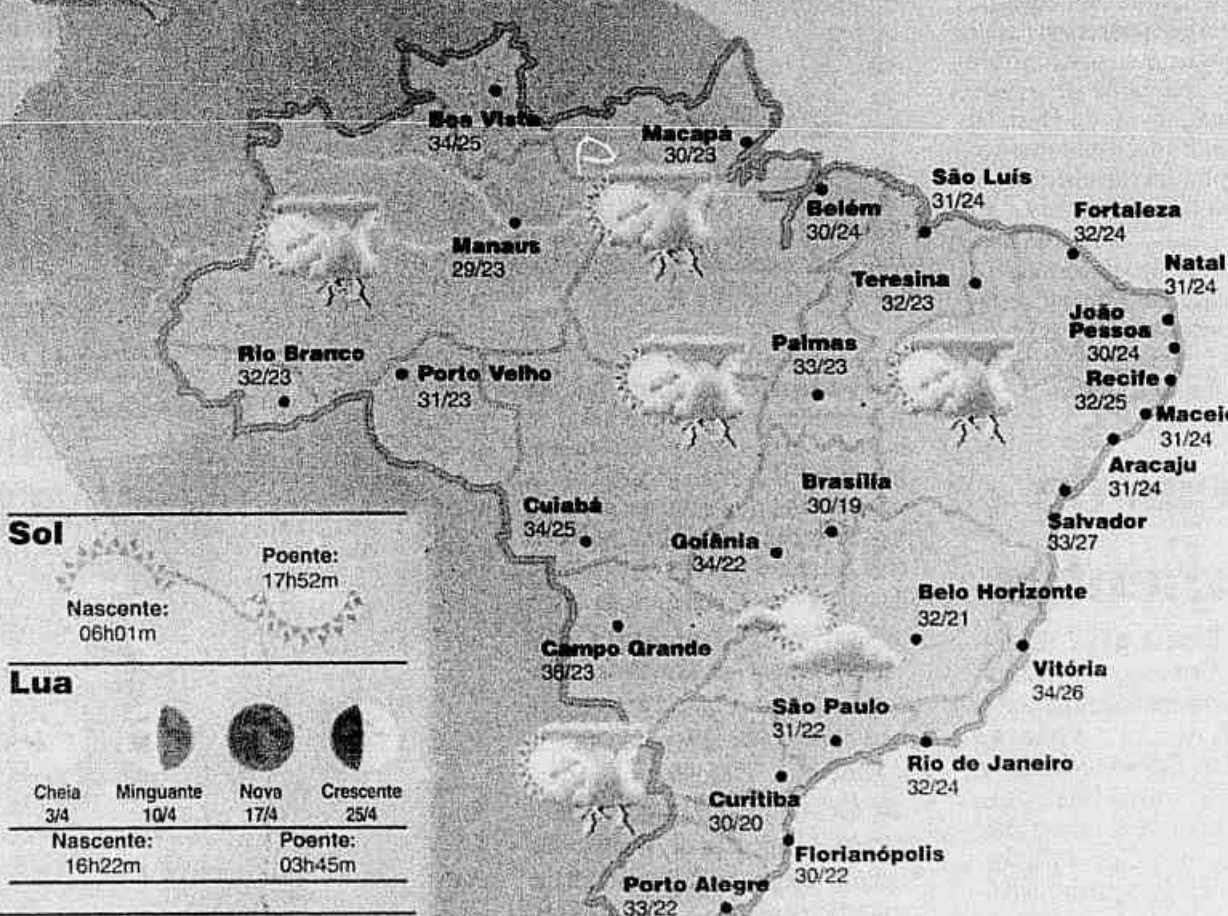 Boa Vista
34/25
Macapá
30/23
Belém
30/24
São Luís
31/24
Fortaleza
32/24
Natal
31/24
Manaus
29/23
Teresina
32/23
João
Pessoa
30/24
Rio Branco
32/23
Porto Velho
31/23
Palmas
33/23
Recife
32/25
Maceió
31/24
Aracaju
31/24
Salvador
33/27
Cuiabá
34/25
Goiânia
34/22
Brasília
30/19
Belo Horizonte
32/21
Campo Grande
36/23
Vitória
34/26
São Paulo
31/22
Rio de Janeiro
32/24
Curitiba
30/20
Florianópolis
30/22
Porto Alegre
33/22
Sol
Nascente:
06h01m
Poente:
17h52m
Lua
Cheia Minguante Nova Crescente
3/4 10/4 17/4 25/4
Nascente: Poente:
16h22m 03h45m